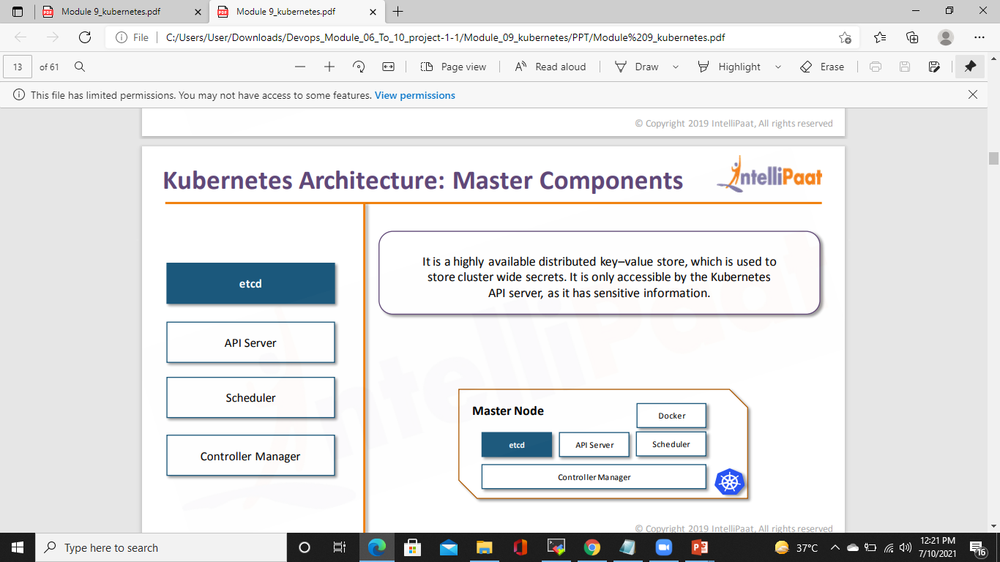 Module 9_kubernetes.pdf
Module 9_kubernetes.pdf
File C:/Users/User/Downloads/Devops_Module_06_To_10_project-1-1/Module_09_kubernetes/PPT/Module%209_kubernetes.pdf
13 of 61 Page view Read aloud Draw Highlight Erase
This file has limited permissions. You may not have access to some features. View permissions
© Copyright 2019 IntelliPaat, All rights reserved
Kubernetes Architecture: Master Components
IntelliPaat
etcd
API Server
Scheduler
Controller Manager
It is a highly available distributed key–value store, which is used to
store cluster wide secrets. It is only accessible by the Kubernetes
API server, as it has sensitive information.
Master Node
Docker
etcd
API Server
Scheduler
Controller Manager
© Copyright 2019 IntelliPaat, All rights reserved
Type here to search
37°C
12:21 PM
7/10/2021
16